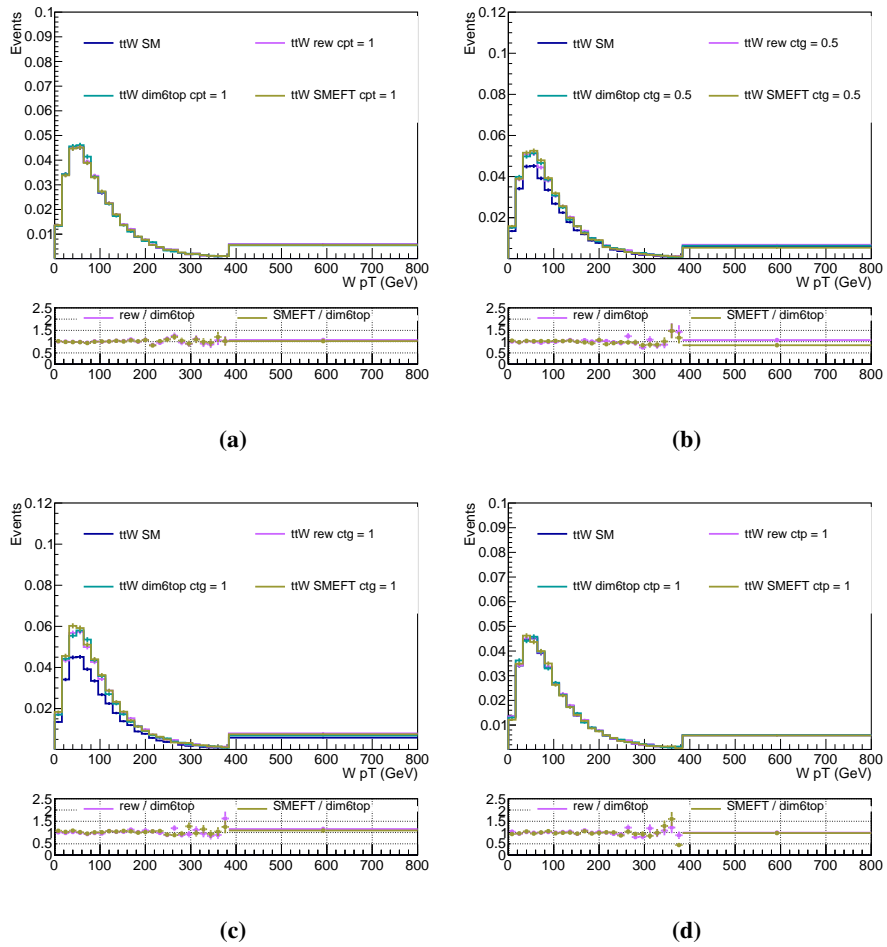 Events
0.1
0.09
0.08
0.07
0.06
0.05
0.04
0.03
0.02
0.01
ttW SM
ttW rew cpt = 1
ttW dim6top cpt = 1
ttW SMEFT cpt = 1
0 100 200 300 400 500 600 700 800
W pT (GeV)
2.5
2
1.5
1
0.5
0
rew / dim6top
SMEFT / dim6top
0 100 200 300 400 500 600 700 800
(a)
Events
0.12
0.1
0.08
0.06
0.04
0.02
ttW SM
ttW rew ctg = 0.5
ttW dim6top ctg = 0.5
ttW SMEFT ctg = 0.5
0 100 200 300 400 500 600 700 800
W pT (GeV)
2.5
2
1.5
1
0.5
0
rew / dim6top
SMEFT / dim6top
0 100 200 300 400 500 600 700 800
(b)
Events
0.12
0.1
0.08
0.06
0.04
0.02
ttW SM
ttW rew ctg = 1
ttW dim6top ctg = 1
ttW SMEFT ctg = 1
0 100 200 300 400 500 600 700 800
W pT (GeV)
2.5
2
1.5
1
0.5
0
rew / dim6top
SMEFT / dim6top
0 100 200 300 400 500 600 700 800
(c)
Events
0.1
0.09
0.08
0.07
0.06
0.05
0.04
0.03
0.02
0.01
ttW SM
ttW rew ctp = 1
ttW dim6top ctp = 1
ttW SMEFT ctp = 1
0 100 200 300 400 500 600 700 800
W pT (GeV)
2.5
2
1.5
1
0.5
0
rew / dim6top
SMEFT / dim6top
0 100 200 300 400 500 600 700 800
(d)